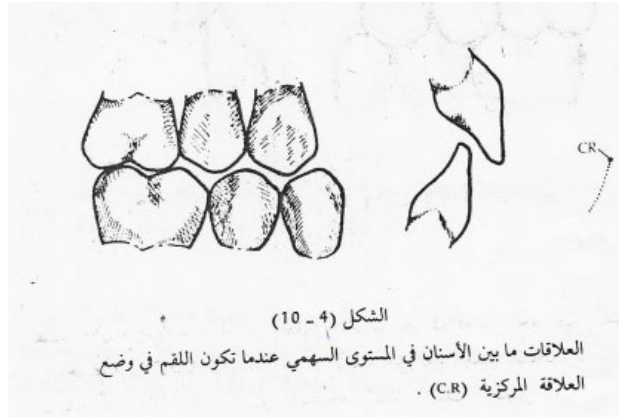 CR
الشكل (4 ـ 10)
العلاقات ما بين الأسنان في المستوى السهمي عندما تكون اللقم في وضع
العلاقة المركزية (C.R) .